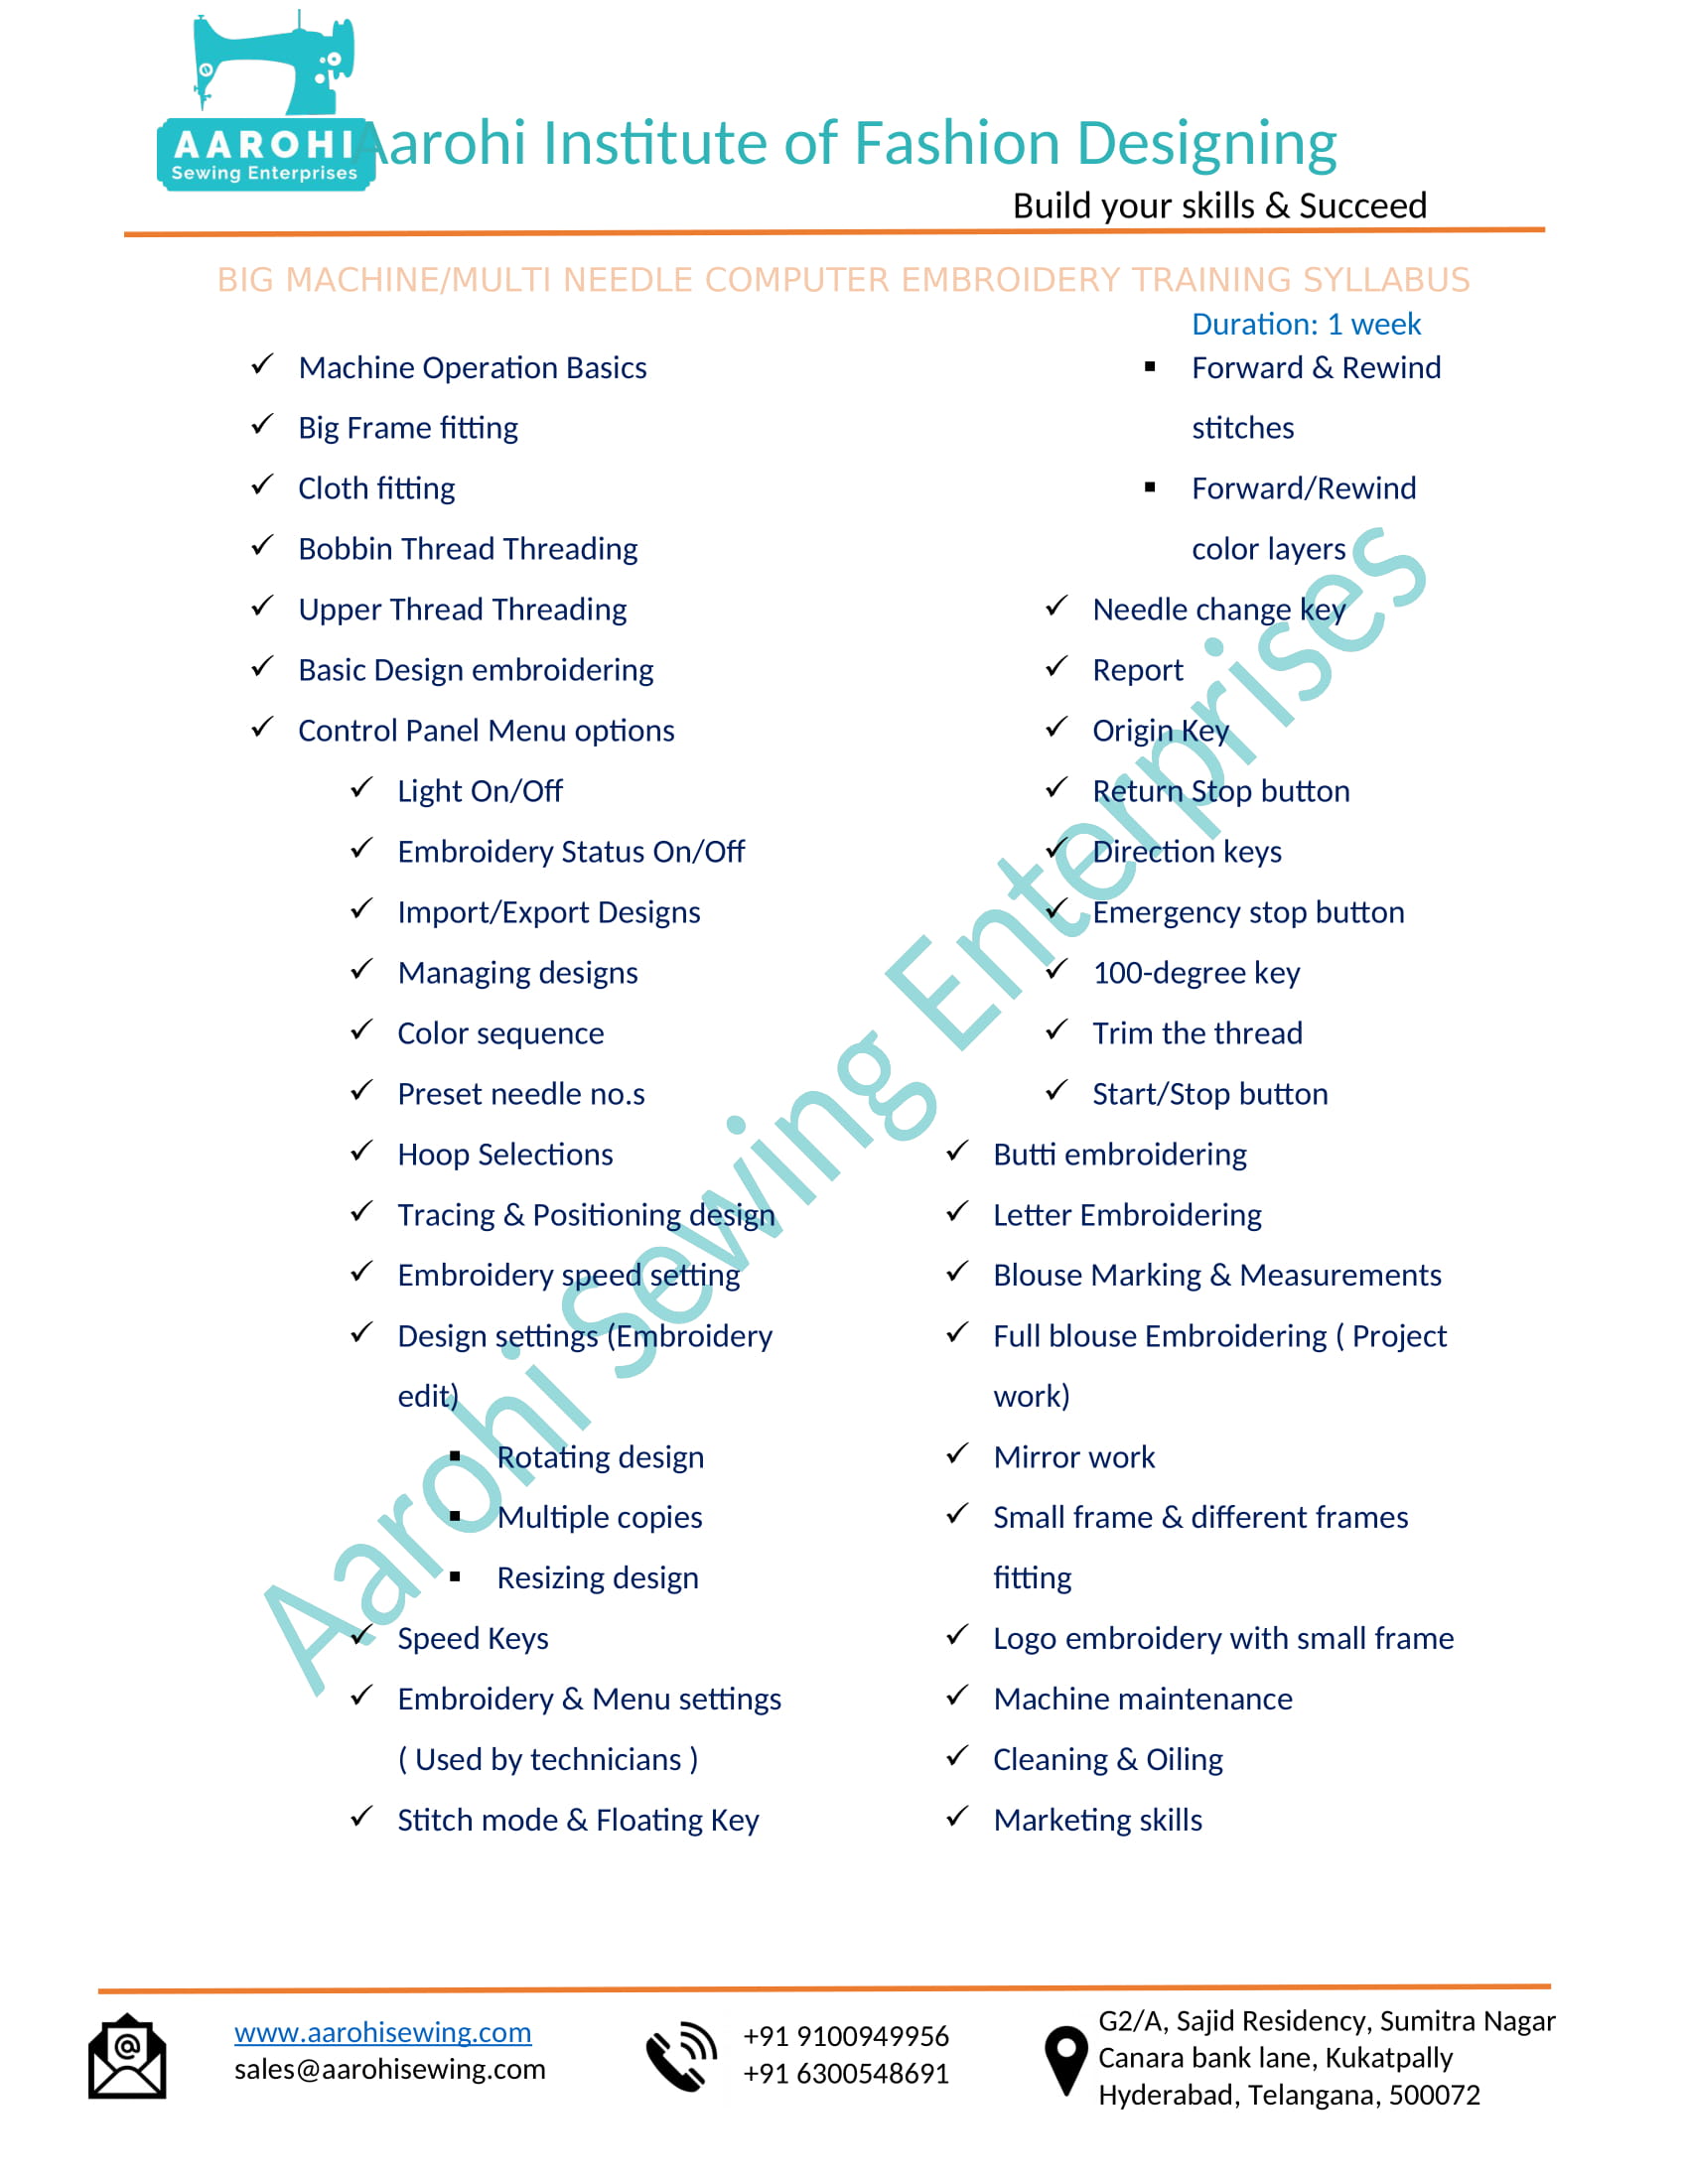 AAROHI
Sewing Enterprises
Aarohi Institute of Fashion Designing
Build your skills & Succeed
BIG MACHINE/MULTI NEEDLE COMPUTER EMBROIDERY TRAINING SYLLABUS
Duration: 1 week
✓ Machine Operation Basics
✓ Big Frame fitting
✓ Cloth fitting
✓ Bobbin Thread Threading
✓ Upper Thread Threading
✓ Basic Design embroidering
✓ Control Panel Menu options
✓ Light On/Off
✓ Embroidery Status On/Off
✓ Import/Export Designs
✓ Managing designs
✓ Color sequence
✓ Preset needle no.s
✓ Hoop Selections
✓ Tracing & Positioning design
✓ Embroidery speed setting
✓ Design settings (Embroidery
edit)
▪ Rotating design
▪ Multiple copies
▪ Resizing design
✓ Speed Keys
✓ Embroidery & Menu settings
( Used by technicians )
✓ Stitch mode & Floating Key
▪ Forward & Rewind
stitches
▪ Forward/Rewind
color layers
✓ Needle change key
✓ Report
✓ Origin Key
✓ Return Stop button
✓ Direction keys
✓ Emergency stop button
✓ 100-degree key
✓ Trim the thread
✓ Start/Stop button
✓ Butti embroidering
✓ Letter Embroidering
✓ Blouse Marking & Measurements
✓ Full blouse Embroidering ( Project
work)
✓ Mirror work
✓ Small frame & different frames
fitting
✓ Logo embroidery with small frame
✓ Machine maintenance
✓ Cleaning & Oiling
✓ Marketing skills
Aarohi Sewing Enterprises
www.aarohisewing.com
sales@aarohisewing.com
+91 9100949956
+91 6300548691
G2/A, Sajid Residency, Sumitra Nagar
Canara bank lane, Kukatpally
Hyderabad, Telangana, 500072